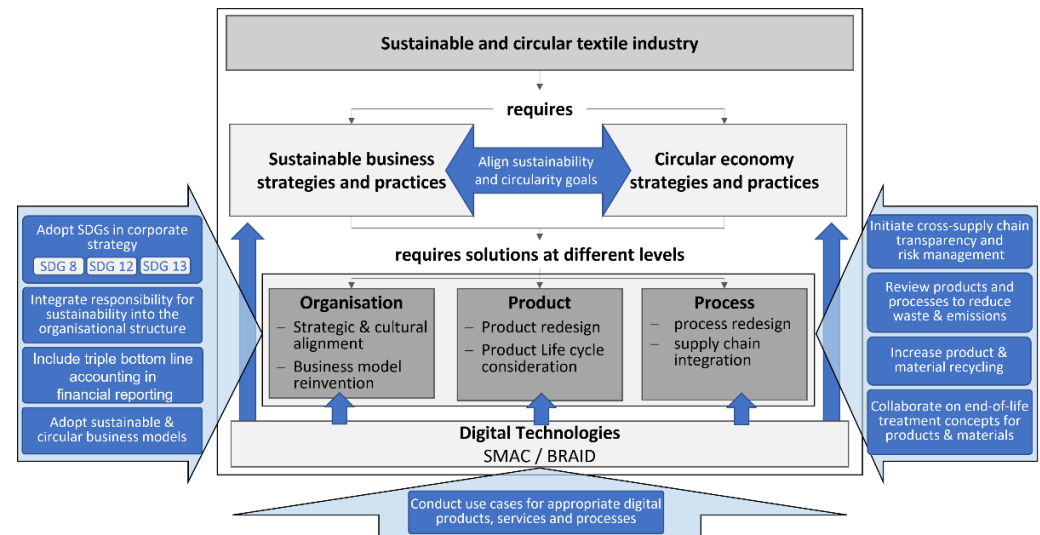 Sustainable and circular textile industry
requires
Sustainable business
strategies and practices
Align sustainability
and circularity goals
Circular economy
strategies and practices
requires solutions at different levels
Organisation
– Strategic & cultural
alignment
– Business model
reinvention
Product
– Product redesign
– Product Life cycle
consideration
Process
– process redesign
– supply chain
integration
Digital Technologies
SMAC / BRAID
Adopt SDGs in corporate
strategy
SDG 8 SDG 12 SDG 13
Integrate responsibility for
sustainability into the
organisational structure
Include triple bottom line
accounting in
financial reporting
Adopt sustainable &
circular business models
Initiate cross-supply chain
transparency and
risk management
Review products and
processes to reduce
waste & emissions
Increase product &
material recycling
Collaborate on end-of-life
treatment concepts for
products & materials
Conduct use cases for appropriate digital
products, services and processes